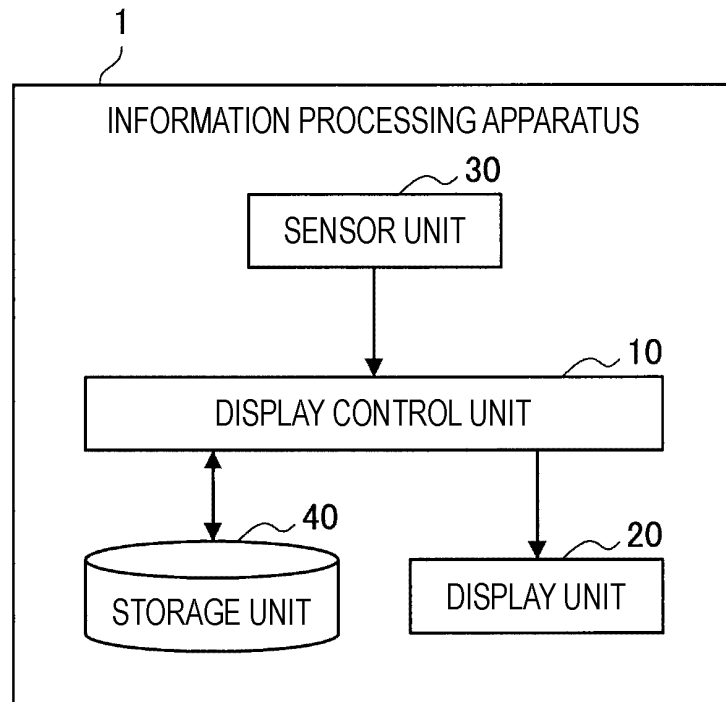 1
INFORMATION PROCESSING APPARATUS
30
SENSOR UNIT
10
DISPLAY CONTROL UNIT
40
STORAGE UNIT
20
DISPLAY UNIT